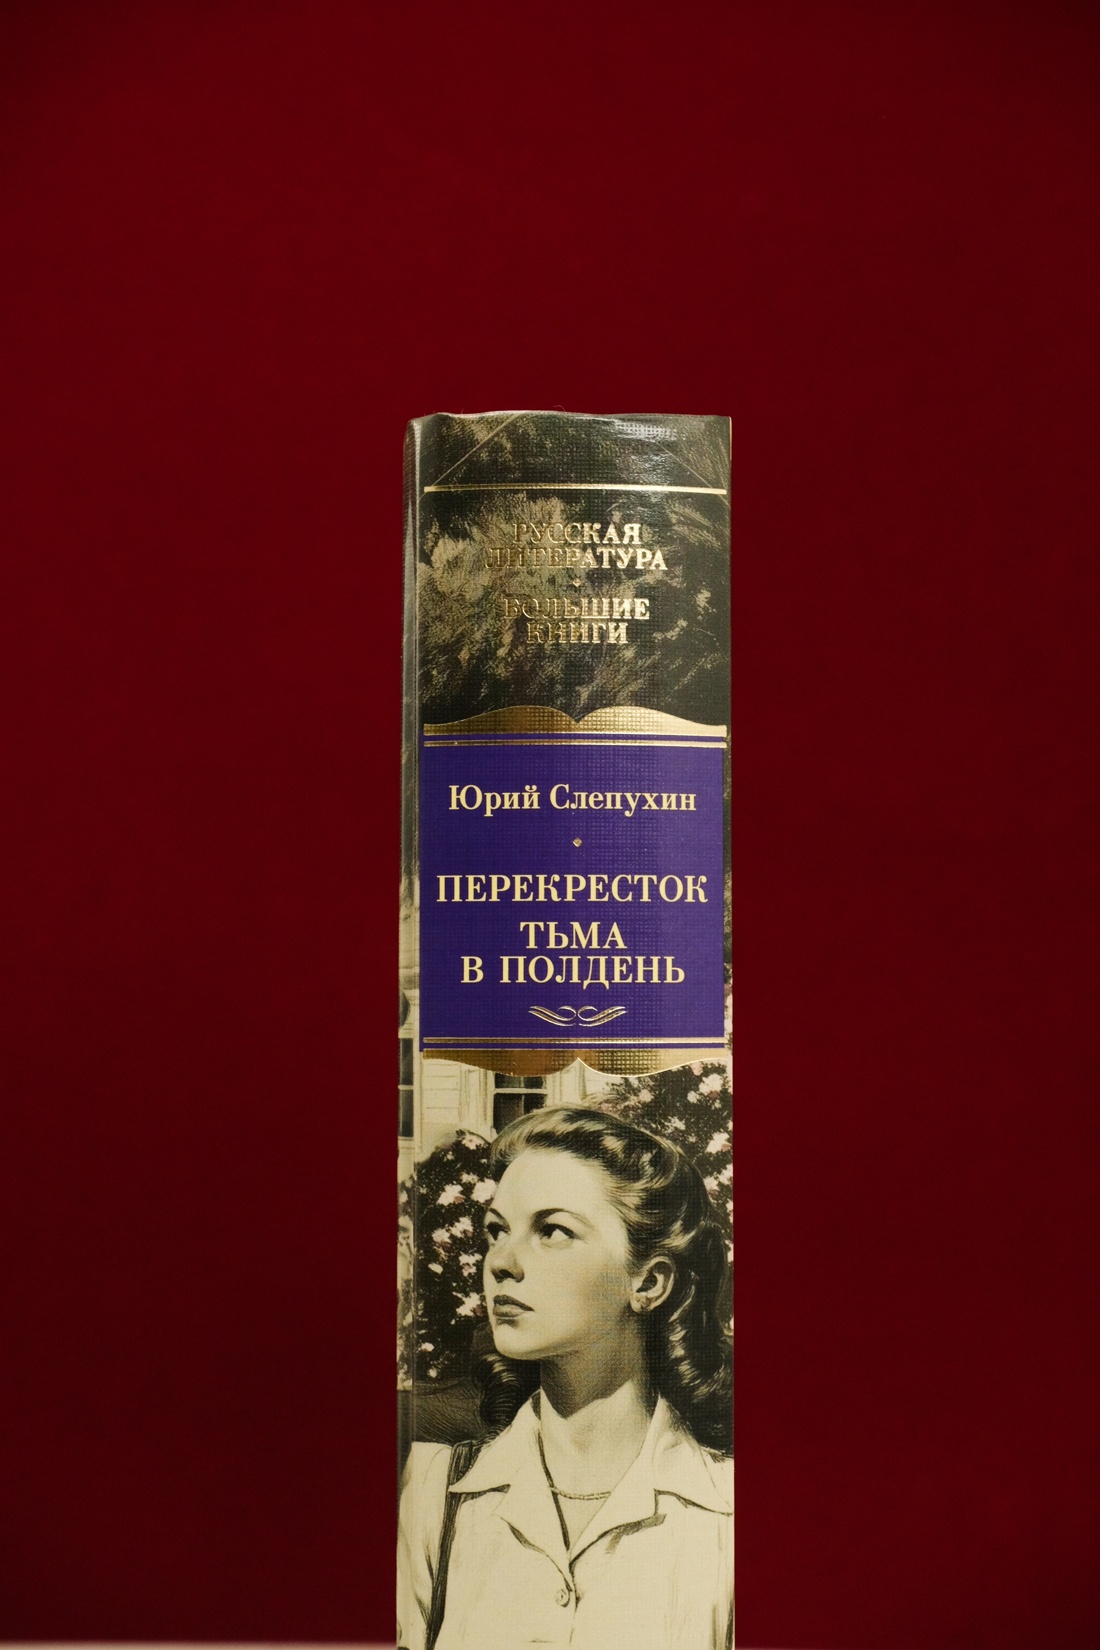 РУССКАЯ
ЛИТЕРАТУРА
БОЛЬШИЕ
КНИГИ
Юрий Слепухин
ПЕРЕКРЕСТОК
ТЬМА
В ПОЛДЕНЬ